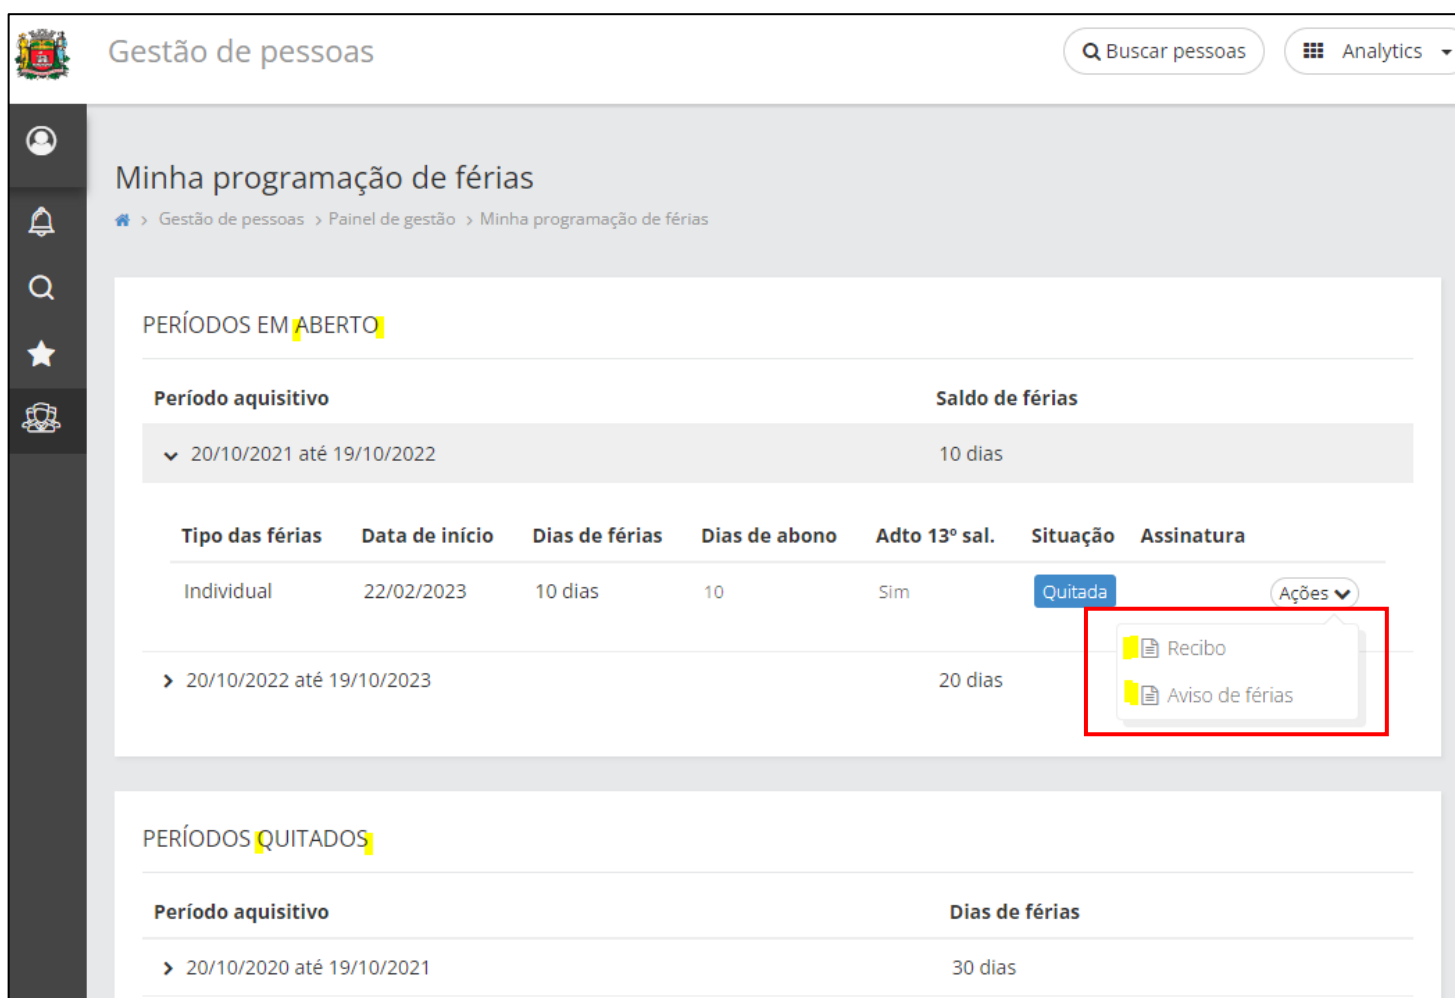 Gestão de pessoas
Buscar pessoas
Analytics
Minha programação de férias
> Gestão de pessoas > Painel de gestão > Minha programação de férias
PERÍODOS EM ABERTO
Período aquisitivo Saldo de férias
20/10/2021 até 19/10/2022 10 dias
Tipo das férias Data de início Dias de férias Dias de abono Adto 13º sal. Situação Assinatura
Individual 22/02/2023 10 dias 10 Sim Quitada Ações
Recibo
20/10/2022 até 19/10/2023 20 dias
Aviso de férias
PERÍODOS QUITADOS
Período aquisitivo Dias de férias
20/10/2020 até 19/10/2021 30 dias